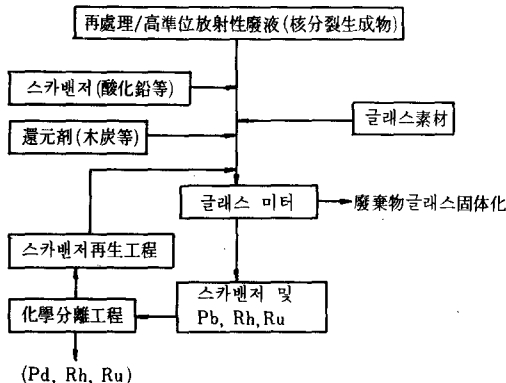 再處理/高準位放射性廢液(核分裂生成物)
스카벤저(酸化鉛等)
글래스素材
還元剤(木炭等)
글래스 미터
廢棄物글래스固体化
스카벤저再生工程
스카벤저 및
Pb, Rh, Ru
化學分離工程
(Pd, Rh, Ru)